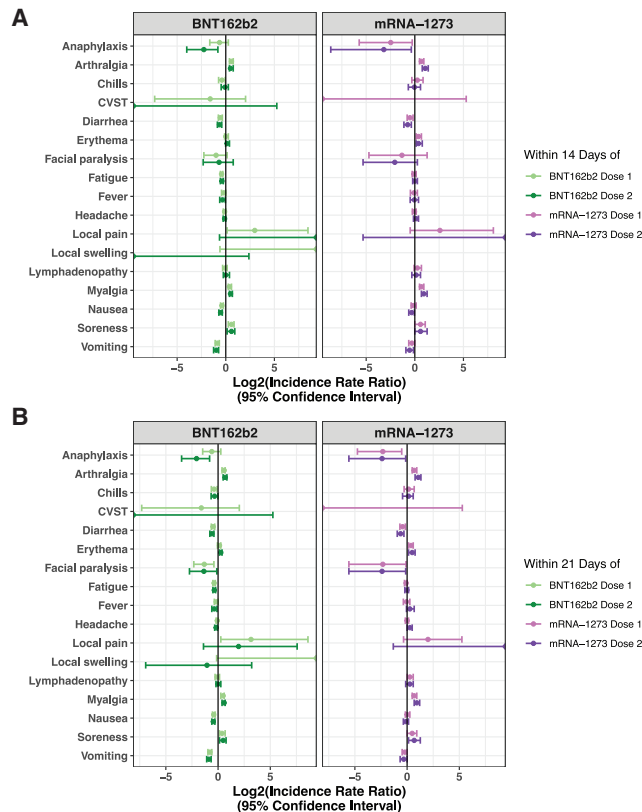 A
BNT162b2
mRNA−1273
Anaphylaxis
Arthralgia
Chills
CVST
Diarrhea
Erythema
Facial paralysis
Fatigue
Fever
Headache
Local pain
Local swelling
Lymphadenopathy
Myalgia
Nausea
Soreness
Vomiting
−5 0 5 −5 0 5
Log2(Incidence Rate Ratio)
(95% Confidence Interval)
Within 14 Days of
BNT162b2 Dose 1
BNT162b2 Dose 2
mRNA−1273 Dose 1
mRNA−1273 Dose 2
B
BNT162b2
mRNA−1273
Anaphylaxis
Arthralgia
Chills
CVST
Diarrhea
Erythema
Facial paralysis
Fatigue
Fever
Headache
Local pain
Local swelling
Lymphadenopathy
Myalgia
Nausea
Soreness
Vomiting
−5 0 5 −5 0 5
Log2(Incidence Rate Ratio)
(95% Confidence Interval)
Within 21 Days of
BNT162b2 Dose 1
BNT162b2 Dose 2
mRNA−1273 Dose 1
mRNA−1273 Dose 2